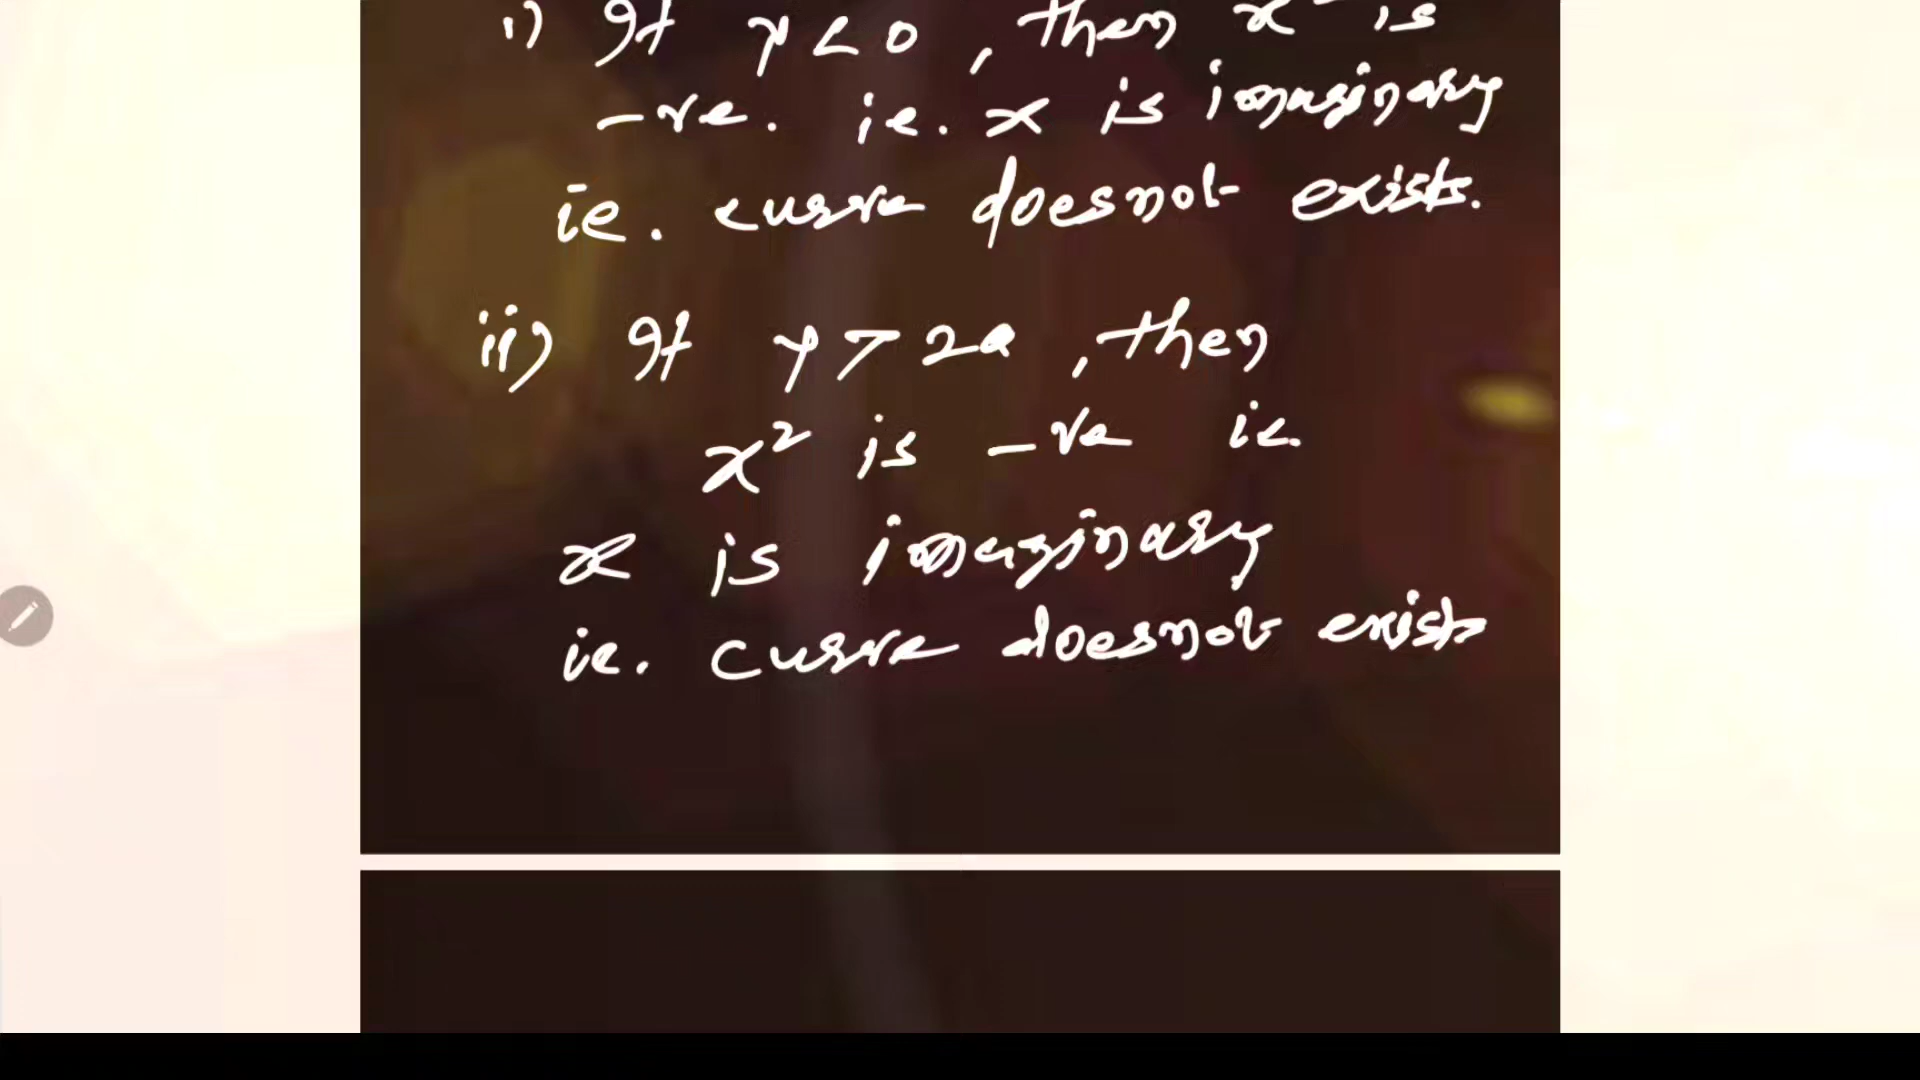 i) If y < 0, then x² is
-ve. ie. x is imaginary
ie. curve doesnot exists.
ii) If y > 2a, then
x² is -ve ie.
x is imaginary
ie. curve doesnot exists